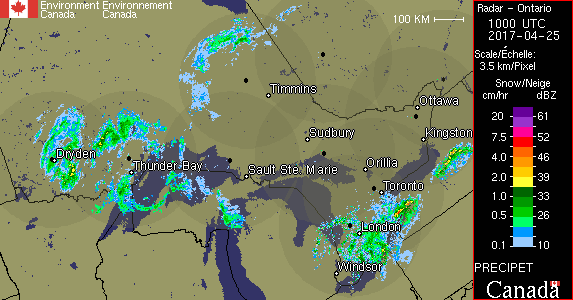 Environment Environnement
Canada Canada
100 KM
Timmins
Ottawa
Sudbury
Kingston
Dryden
Thunder Bay
Sault Ste. Marie
Orillia
Toronto
London
Windsor
Radar - Ontario
1000 UTC
2017-04-25
Scale/Échelle:
3.5 km/Pixel
Snow/Neige
cm/hr dBZ
20 61
7.5 52
4.0 46
2.0 39
1.0 33
0.5 26
0.1 10
PRECIPET
Canada